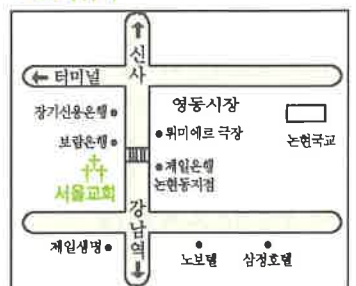 신사
← 터미널
장기신용은행
영동시장
뤼미에르 극장
논현국교
보람은행
제일은행
논현동지점
서울교회
강남역
제일생명
노보텔
삼정호텔